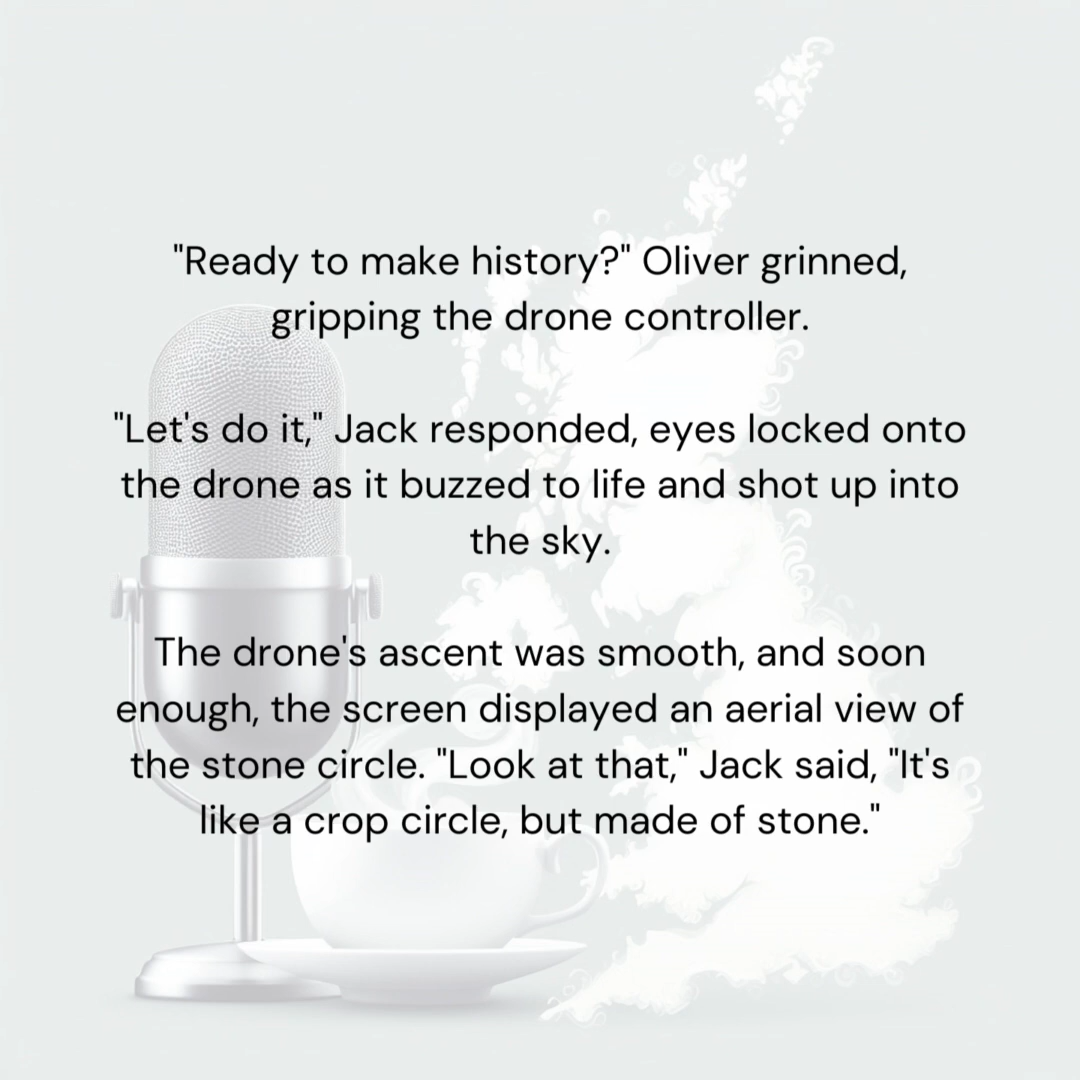 "Ready to make history?" Oliver grinned,
gripping the drone controller.
"Let's do it," Jack responded, eyes locked onto
the drone as it buzzed to life and shot up into
the sky.
The drone's ascent was smooth, and soon
enough, the screen displayed an aerial view of
the stone circle. "Look at that," Jack said, "It's
like a crop circle, but made of stone."